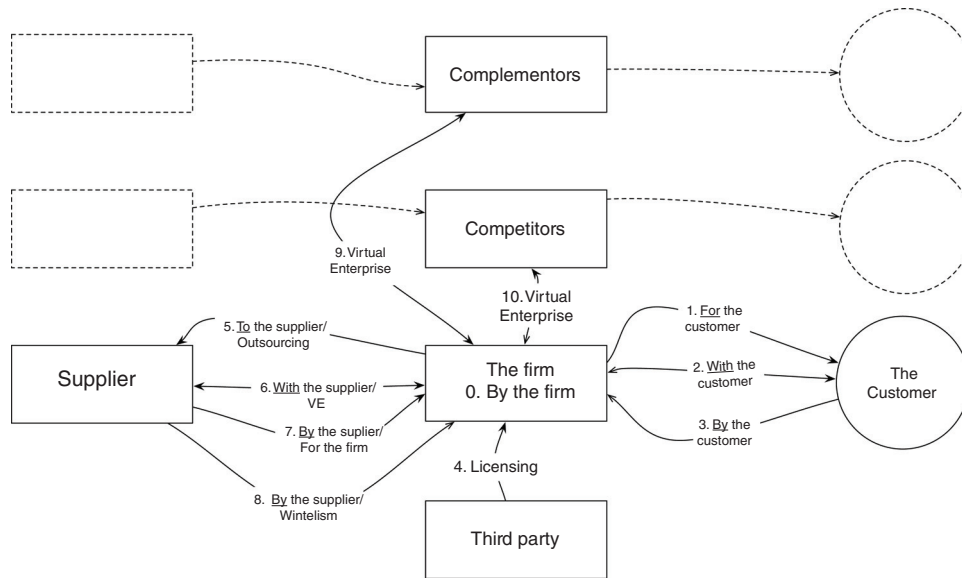 Complementors
Competitors
9. Virtual
Enterprise
10. Virtual
Enterprise
1. For the
customer
5. To the supplier/
Outsourcing
Supplier
The firm
0. By the firm
2. With the
customer
The
Customer
6. With the supplier/
VE
7. By the suplier/
For the firm
3. By the
customer
4. Licensing
8. By the supplier/
Wintelism
Third party